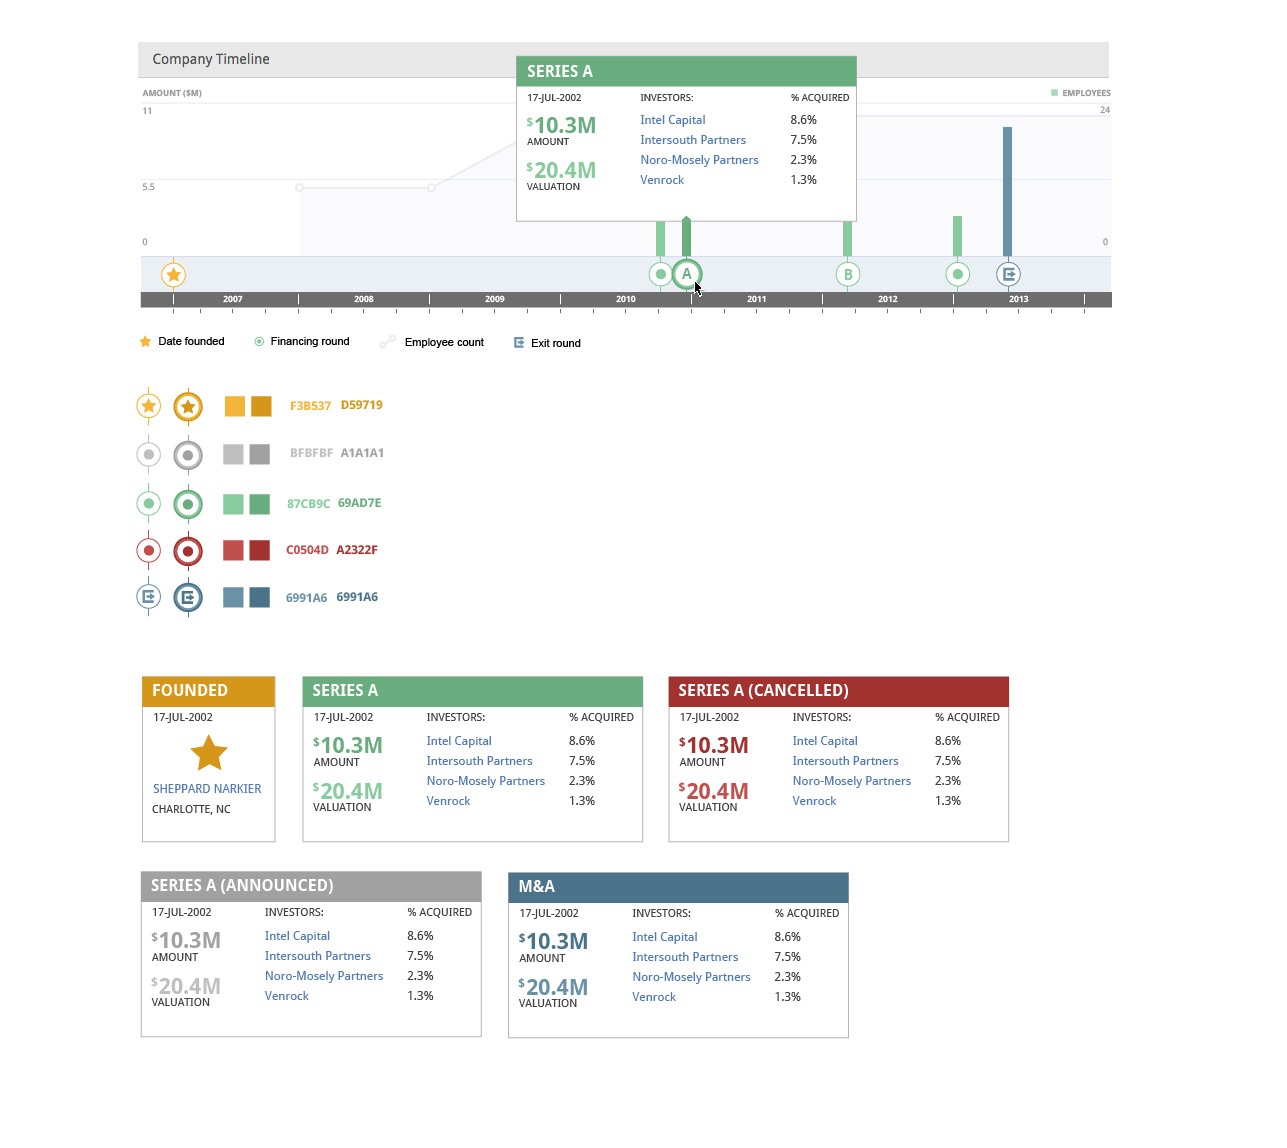 Company Timeline
AMOUNT ($M)
EMPLOYEES
11
24
5.5
0
0
SERIES A
17-JUL-2002 INVESTORS: % ACQUIRED
$10.3M
AMOUNT
$20.4M
VALUATION
Intel Capital 8.6%
Intersouth Partners 7.5%
Noro-Mosely Partners 2.3%
Venrock 1.3%
A
B
2007 2008 2009 2010 2011 2012 2013
Date founded Financing round Employee count Exit round
F3B537 D59719
BFBFBF A1A1A1
87CB9C 69AD7E
C0504D A2322F
6991A6 6991A6
FOUNDED
17-JUL-2002
SHEPPARD NARKIER
CHARLOTTE, NC
SERIES A
17-JUL-2002 INVESTORS: % ACQUIRED
$10.3M
AMOUNT
$20.4M
VALUATION
Intel Capital 8.6%
Intersouth Partners 7.5%
Noro-Mosely Partners 2.3%
Venrock 1.3%
SERIES A (CANCELLED)
17-JUL-2002 INVESTORS: % ACQUIRED
$10.3M
AMOUNT
$20.4M
VALUATION
Intel Capital 8.6%
Intersouth Partners 7.5%
Noro-Mosely Partners 2.3%
Venrock 1.3%
SERIES A (ANNOUNCED)
17-JUL-2002 INVESTORS: % ACQUIRED
$10.3M
AMOUNT
$20.4M
VALUATION
Intel Capital 8.6%
Intersouth Partners 7.5%
Noro-Mosely Partners 2.3%
Venrock 1.3%
M&A
17-JUL-2002 INVESTORS: % ACQUIRED
$10.3M
AMOUNT
$20.4M
VALUATION
Intel Capital 8.6%
Intersouth Partners 7.5%
Noro-Mosely Partners 2.3%
Venrock 1.3%